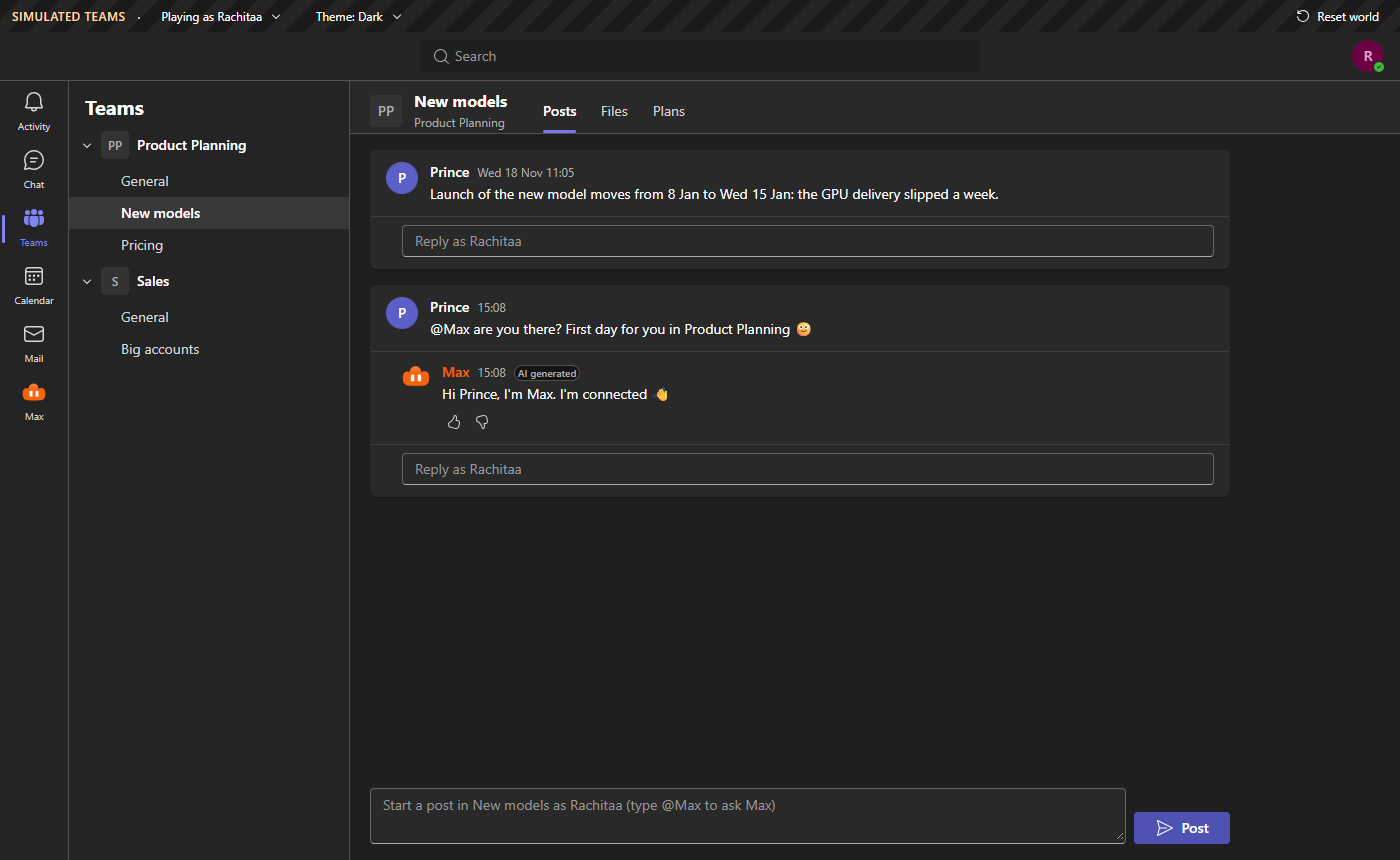 SIMULATED TEAMS · Playing as Rachitaa Theme: Dark Reset world
Search
R
Activity
Chat
Teams
Calendar
Mail
Max
Teams
PP Product Planning
General
New models
Pricing
S Sales
General
Big accounts
PP New models
Product Planning
Posts Files Plans
P Prince Wed 18 Nov 11:05
Launch of the new model moves from 8 Jan to Wed 15 Jan: the GPU delivery slipped a week.
Reply as Rachitaa
P Prince 15:08
@Max are you there? First day for you in Product Planning
Max 15:08 AI generated
Hi Prince, I'm Max. I'm connected 👋
Reply as Rachitaa
Start a post in New models as Rachitaa (type @Max to ask Max)
Post